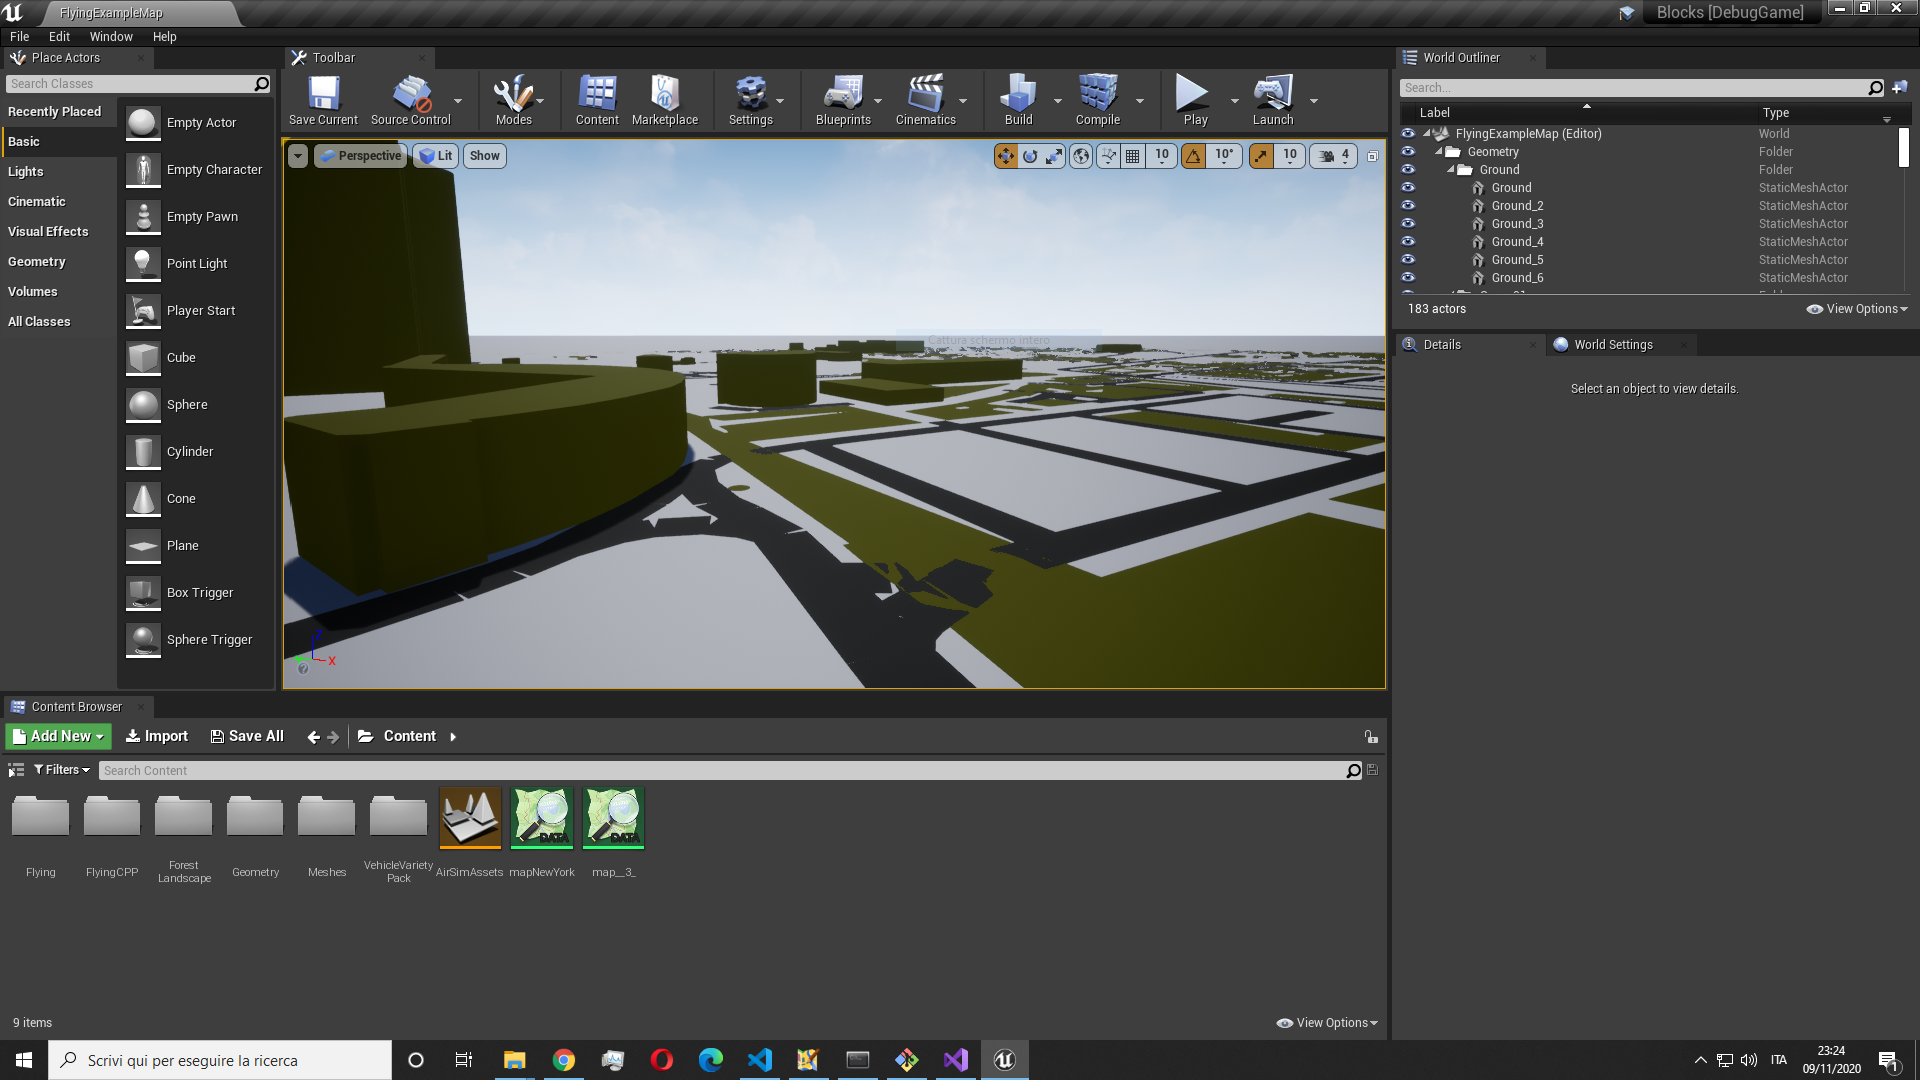 FlyingExampleMap
Blocks [DebugGame]
File Edit Window Help
Place Actors
Toolbar
World Outliner
Search Classes
Recently Placed
Basic
Lights
Cinematic
Visual Effects
Geometry
Volumes
All Classes
Empty Actor
Empty Character
Empty Pawn
Point Light
Player Start
Cube
Sphere
Cylinder
Cone
Plane
Box Trigger
Sphere Trigger
Save Current
Source Control
Modes
Content
Marketplace
Settings
Blueprints
Cinematics
Build
Compile
Play
Launch
Perspective
Lit
Show
10
10°
10
4
Cattura schermo intero
Z
X
Search...
Label Type
FlyingExampleMap (Editor) World
Geometry Folder
Ground Folder
Ground StaticMeshActor
Ground_2 StaticMeshActor
Ground_3 StaticMeshActor
Ground_4 StaticMeshActor
Ground_5 StaticMeshActor
Ground_6 StaticMeshActor
183 actors
View Options
Details
World Settings
Select an object to view details.
Content Browser
Add New
Import
Save All
Content
Filters
Search Content
DATA
DATA
Flying
FlyingCPP
Forest
Landscape
Geometry
Meshes
VehicleVariety
Pack
AirSimAssets
mapNewYork
map__3_
9 items
View Options
Scrivi qui per eseguire la ricerca
ITA
23:24
09/11/2020
1